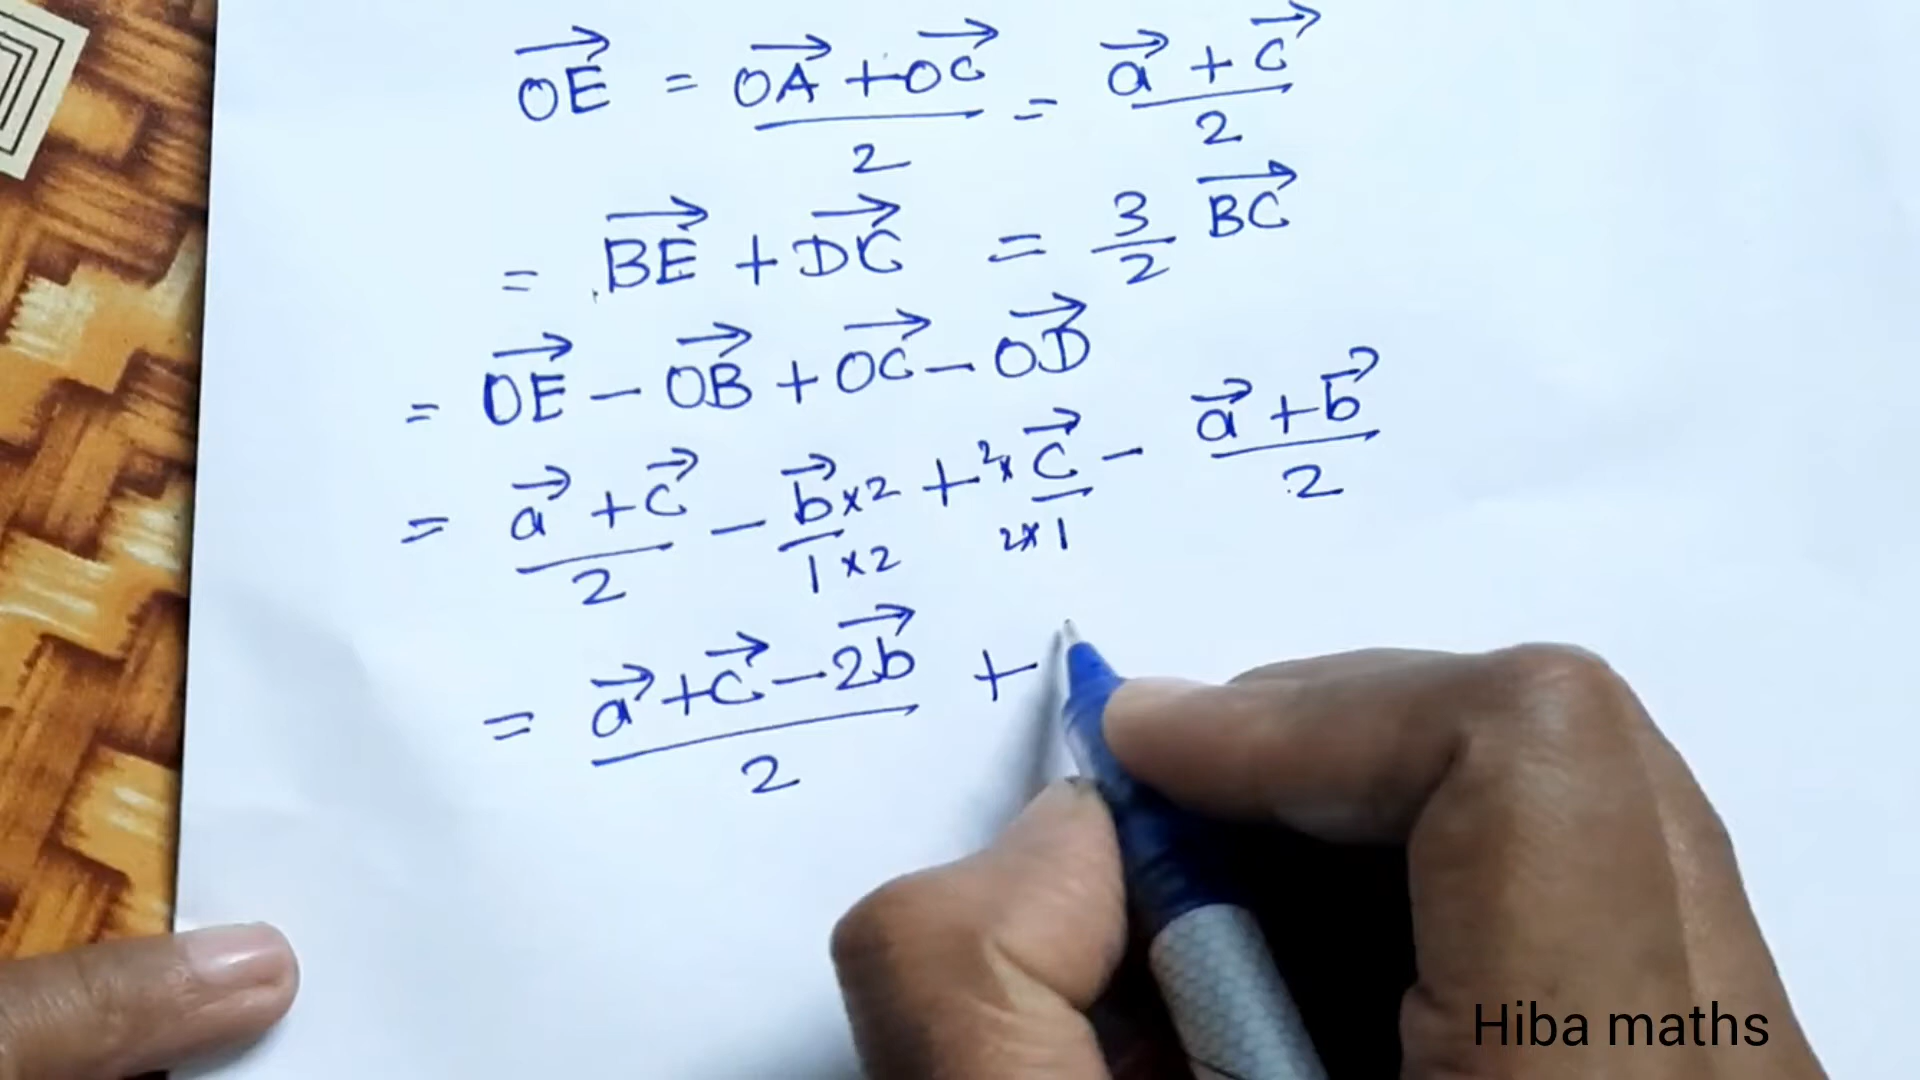 →OE = (→OA + →OC)/2 = (→a + →c)/2
= →BE + →DC = 3/2 →BC
= →OE − →OB + →OC − →OD
= (→a + →c)/2 − (→b×2)/(1×2) + (2×→c)/(2×1) − (→a + →b)/2
= (→a + →c − 2→b)/2 +
Hiba maths